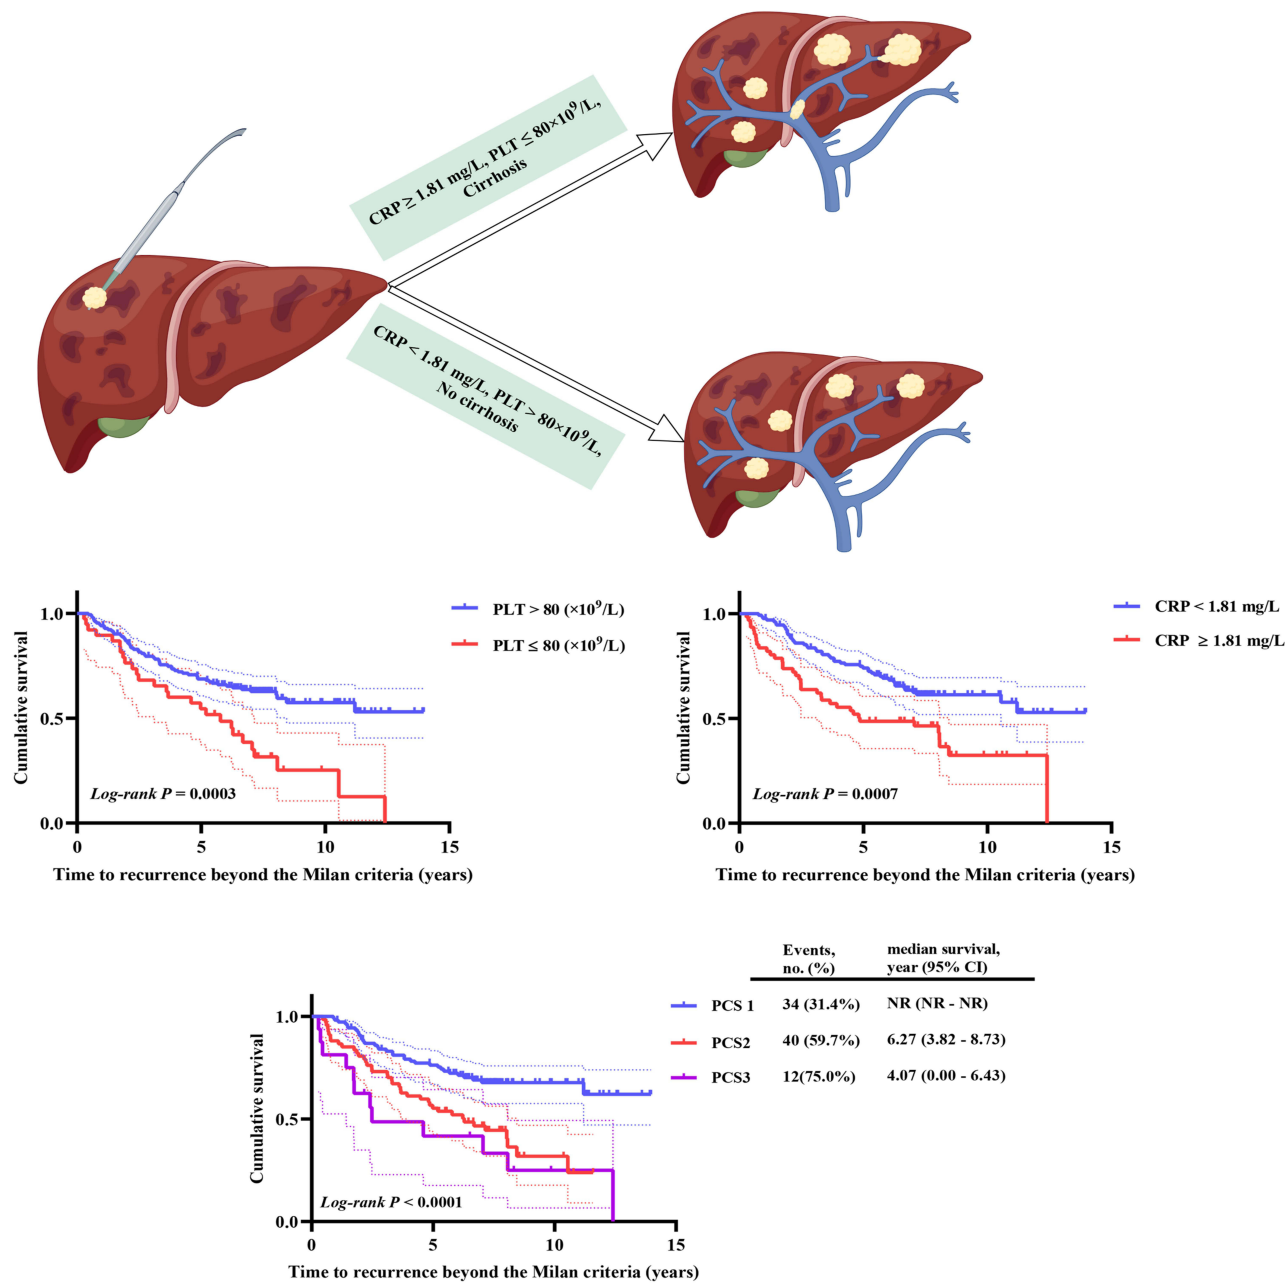 CRP ≥ 1.81 mg/L, PLT ≤ 80×10⁹/L,
Cirrhosis
CRP < 1.81 mg/L, PLT > 80×10⁹/L,
No cirrhosis
PLT > 80 (×10⁹/L)
PLT ≤ 80 (×10⁹/L)
Cumulative survival
1.0
0.5
0.0
Log-rank P = 0.0003
0 5 10 15
Time to recurrence beyond the Milan criteria (years)
CRP < 1.81 mg/L
CRP ≥ 1.81 mg/L
Cumulative survival
1.0
0.5
0.0
Log-rank P = 0.0007
0 5 10 15
Time to recurrence beyond the Milan criteria (years)
Events, median survival,
no. (%) year (95% CI)
PCS 1 34 (31.4%) NR (NR - NR)
PCS2 40 (59.7%) 6.27 (3.82 - 8.73)
PCS3 12(75.0%) 4.07 (0.00 - 6.43)
Cumulative survival
1.0
0.5
0.0
Log-rank P < 0.0001
0 5 10 15
Time to recurrence beyond the Milan criteria (years)